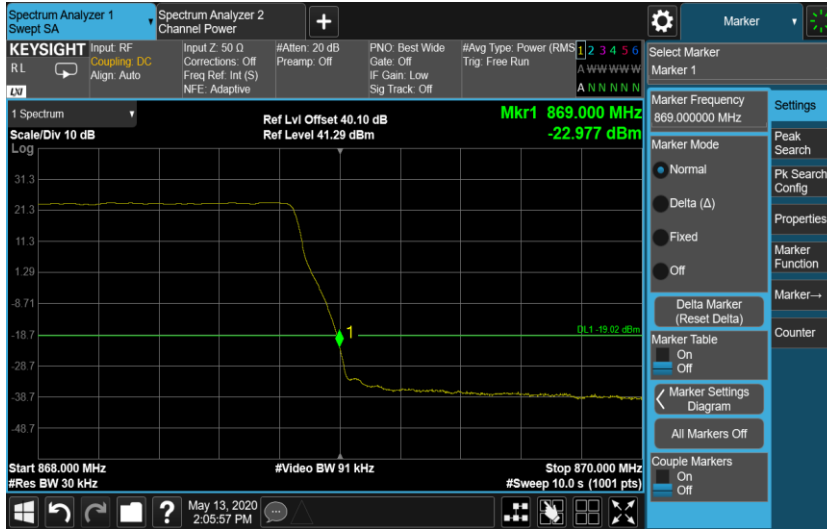 Spectrum Analyzer 1
Swept SA
Spectrum Analyzer 2
Channel Power
Marker
KEYSIGHT
RL
LXI
Input: RF
Coupling: DC
Align: Auto
Input Z: 50 Ω
Corrections: Off
Freq Ref: Int (S)
NFE: Adaptive
#Atten: 20 dB
Preamp: Off
PNO: Best Wide
Gate: Off
IF Gain: Low
Sig Track: Off
#Avg Type: Power (RMS
Trig: Free Run
1 2 3 4 5 6
A W W W W W
A N N N N N
1 Spectrum
Scale/Div 10 dB
Log
Ref Lvl Offset 40.10 dB
Ref Level 41.29 dBm
Mkr1 869.000 MHz
-22.977 dBm
31.3
21.3
11.3
1.29
-8.71
-18.7
-28.7
-38.7
-48.7
1
DL1 -19.02 dBm
Start 868.000 MHz
#Res BW 30 kHz
#Video BW 91 kHz
Stop 870.000 MHz
#Sweep 10.0 s (1001 pts)
Select Marker
Marker 1
Marker Frequency
869.000000 MHz
Marker Mode
Normal
Delta (Δ)
Fixed
Off
Delta Marker
(Reset Delta)
Marker Table
On
Off
Marker Settings
Diagram
All Markers Off
Couple Markers
On
Off
Settings
Peak
Search
Pk Search
Config
Properties
Marker
Function
Marker→
Counter
?
May 13, 2020
2:05:57 PM